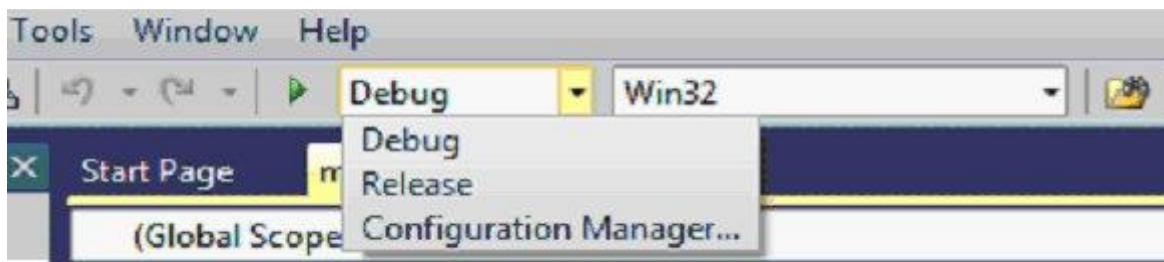 Tools Window Help
Debug Win32
Debug
Start Page m
Release
(Global Scope
Configuration Manager...